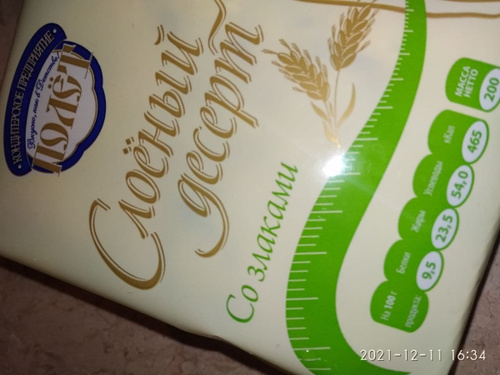 КОНДИТЕРСКОЕ ПРЕДПРИЯТИЕ
Полёт
Слоёный
десерт
Со злаками
МАССА
НЕТТО
200
кКал
465
Углеводы
54,0
Жиры
23,5
Белки
9,5
На 100 г
продукта:
2021-12-11 16:34